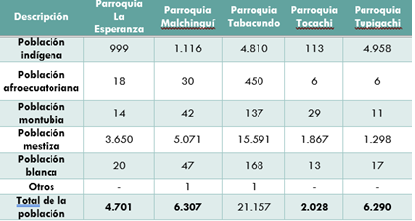 Descripción Parroquia La Esperanza Parroquia Malchinguí Parroquia Tabacundo Parroquia Tocachi Parroquia Tupigachi
Población indígena 999 1.116 4.810 113 4.958
Población afroecuatoriana 18 30 450 6 6
Población montubia 14 42 137 29 11
Población mestiza 3.650 5.071 15.591 1.867 1.298
Población blanca 20 47 168 13 17
Otros - 1 1 - -
Total de la población 4.701 6.307 21.157 2.028 6.290